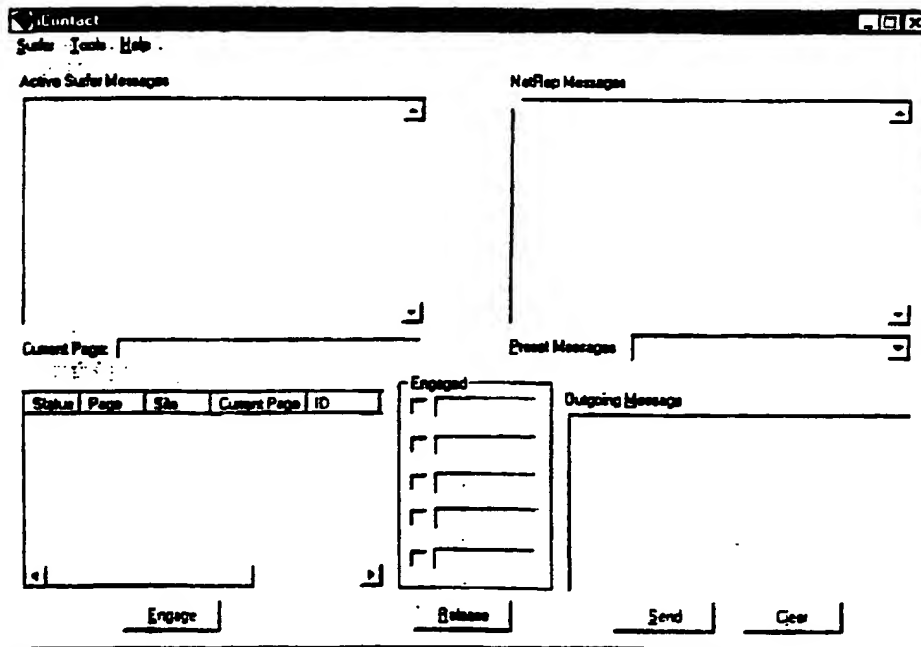 iContact
Surfer Tools Help
Active Surfer Messages
NetRep Messages
Current Page:
Preset Messages
Status Page Site Current Page ID
Engaged
Outgoing Message
Engage
Release
Send
Clear